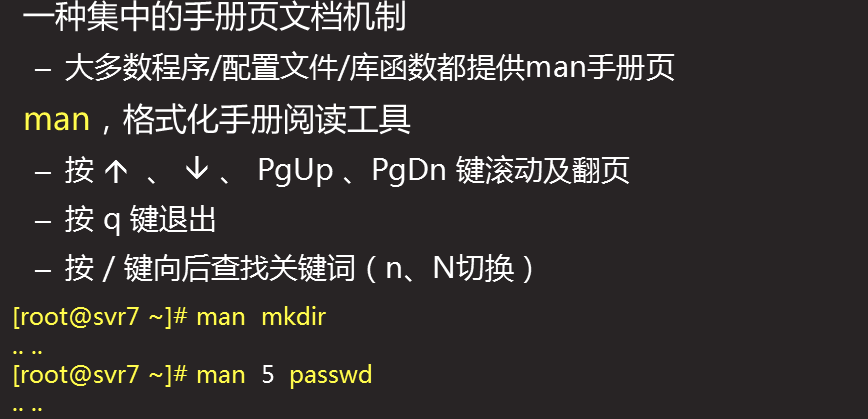 一种集中的手册页文档机制
– 大多数程序/配置文件/库函数都提供man手册页
man，格式化手册阅读工具
– 按 ↑ 、 ↓ 、 PgUp 、PgDn 键滚动及翻页
– 按 q 键退出
– 按 / 键向后查找关键词（n、N切换）
[root@svr7 ~]# man  mkdir
.. ..
[root@svr7 ~]# man  5  passwd
.. ..